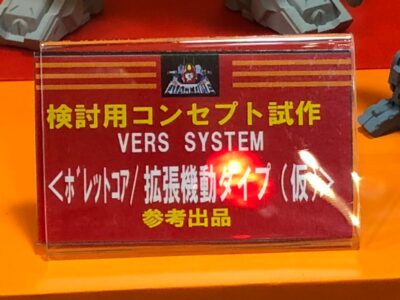 DIACLONE
検討用コンセプト試作
VERS SYSTEM
<ﾎﾞﾚｯﾄｺｱ/拡張機動タイプ(仮)>
参考出品